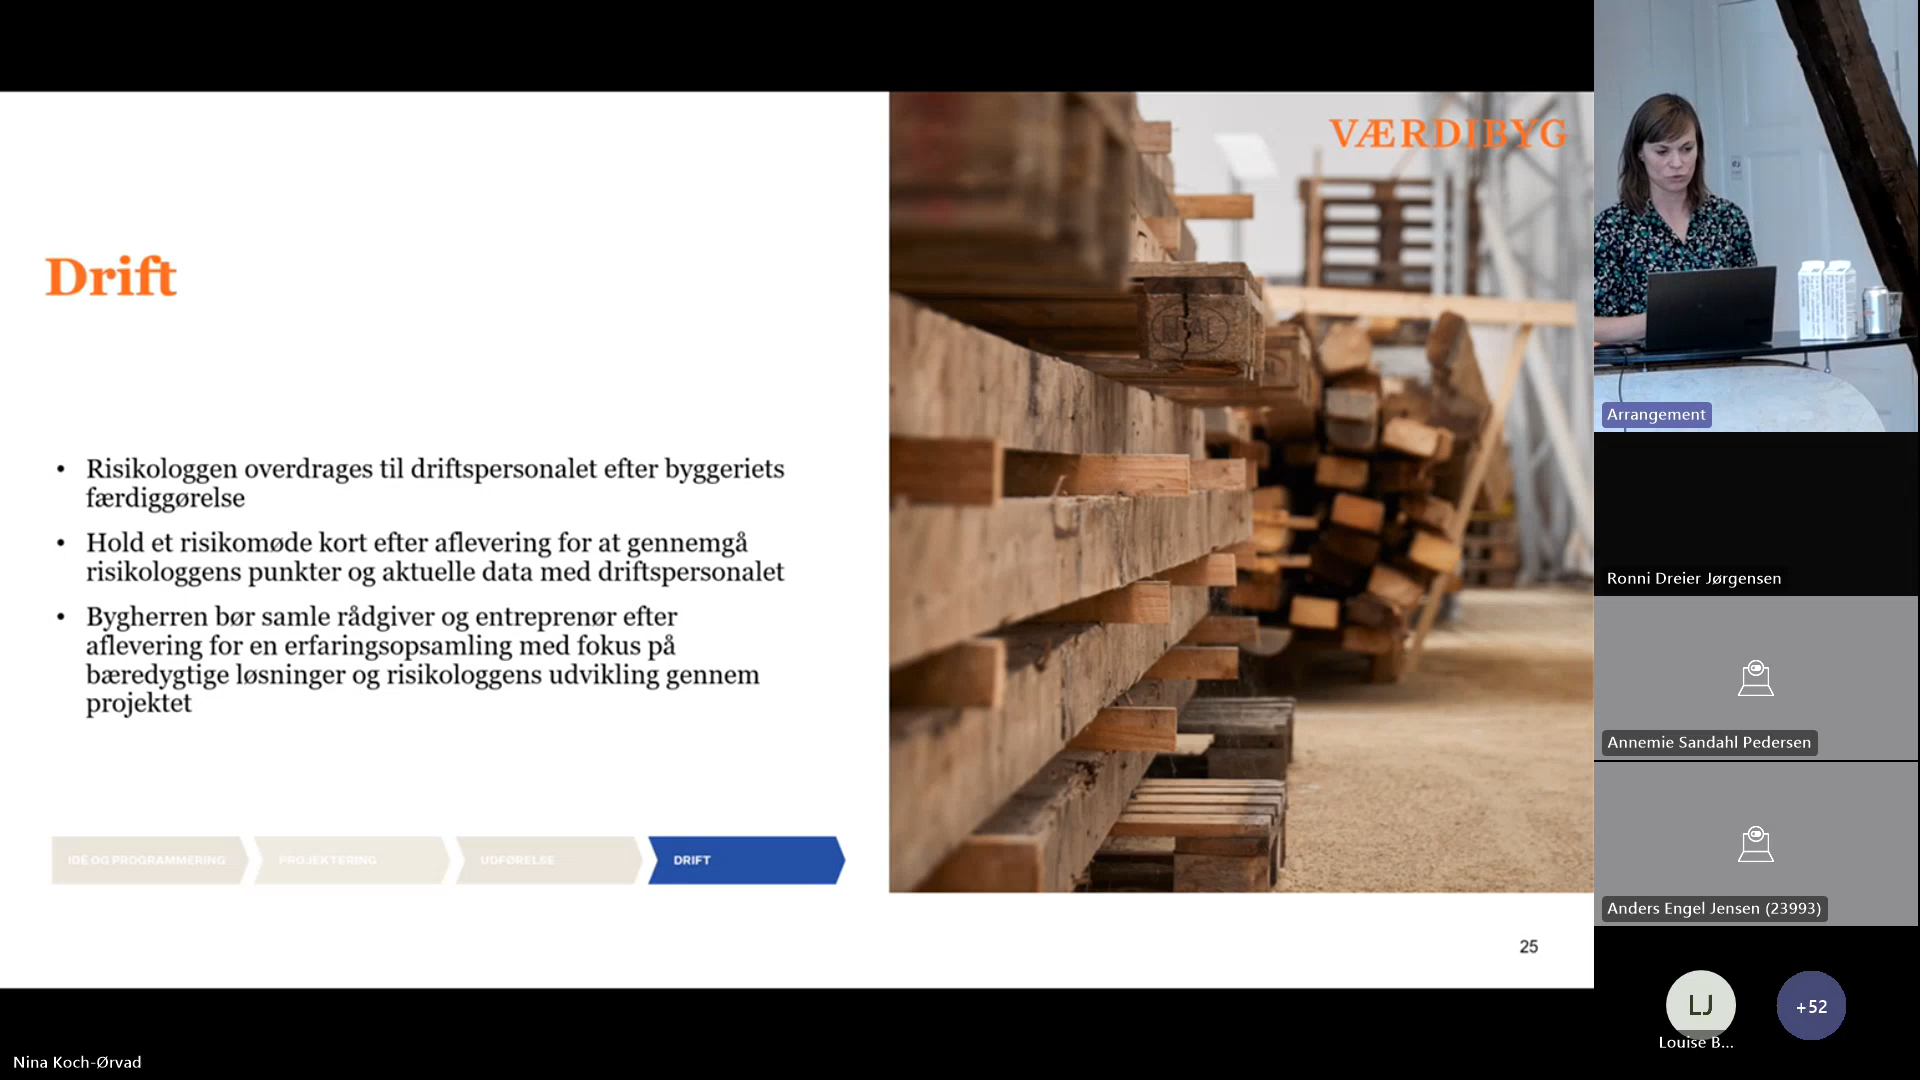 VÆRDIBYG
Drift
• Risikologgen overdrages til driftspersonalet efter byggeriets
færdiggørelse
• Hold et risikomøde kort efter aflevering for at gennemgå
risikologgens punkter og aktuelle data med driftspersonalet
• Bygherren bør samle rådgiver og entreprenør efter
aflevering for en erfaringsopsamling med fokus på
bæredygtige løsninger og risikologgens udvikling gennem
projektet
IDÉ OG PROGRAMMERING
PROJEKTERING
UDFØRELSE
DRIFT
25
Nina Koch-Ørvad
Arrangement
Ronni Dreier Jørgensen
Annemie Sandahl Pedersen
Anders Engel Jensen (23993)
LJ
Louise B...
+52